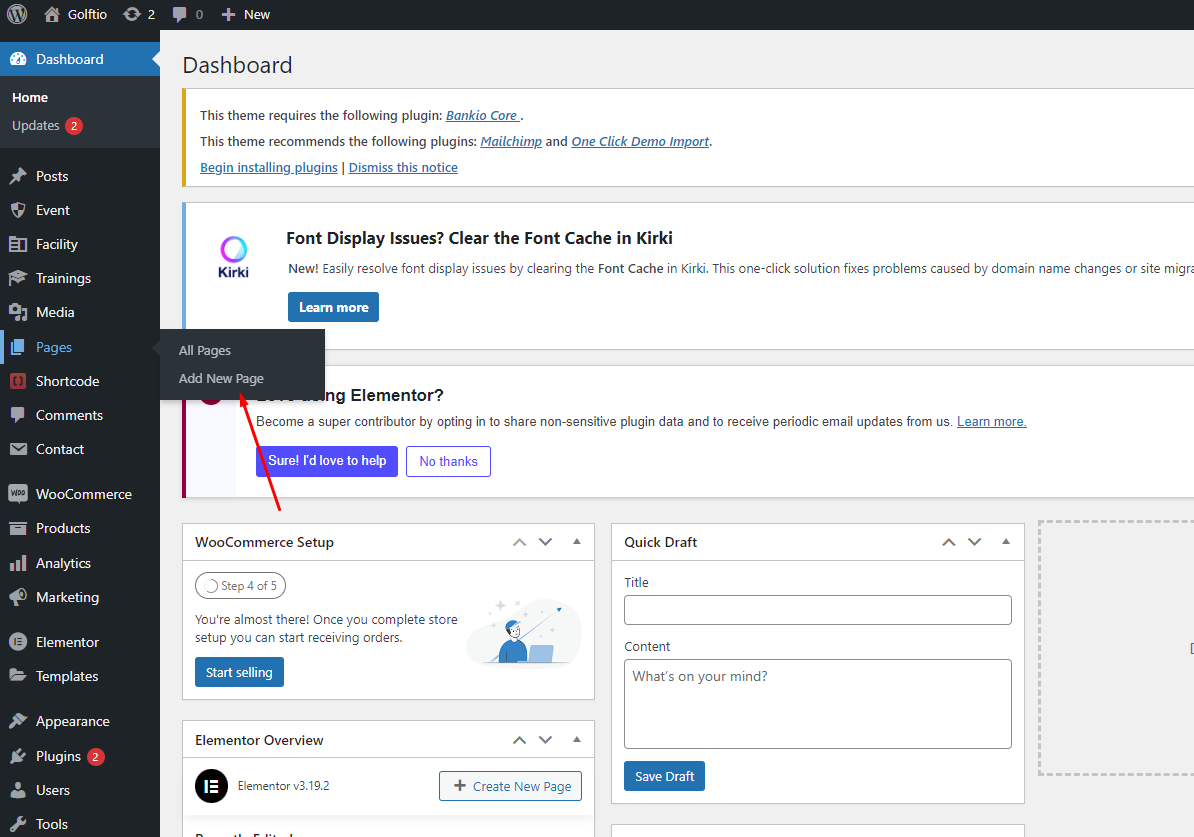 Golftio 2 0 New
Dashboard
Home
Updates 2
Posts
Event
Facility
Trainings
Media
Pages
Shortcode
Comments
Contact
WooCommerce
Products
Analytics
Marketing
Elementor
Templates
Appearance
Plugins 2
Users
Tools
All Pages
Add New Page
Dashboard
This theme requires the following plugin: Bankio Core .
This theme recommends the following plugins: Mailchimp and One Click Demo Import.
Begin installing plugins | Dismiss this notice
Kirki
Font Display Issues? Clear the Font Cache in Kirki
New! Easily resolve font display issues by clearing the Font Cache in Kirki. This one-click solution fixes problems caused by domain name changes or site
Learn more
Elementor?
Become a super contributor by opting in to share non-sensitive plugin data and to receive periodic email updates from us. Learn more.
Sure! I'd love to help
No thanks
WooCommerce Setup
Step 4 of 5
You're almost there! Once you complete store
setup you can start receiving orders.
Start selling
Elementor Overview
Elementor v3.19.2
Create New Page
Quick Draft
Title
Content
What's on your mind?
Save Draft